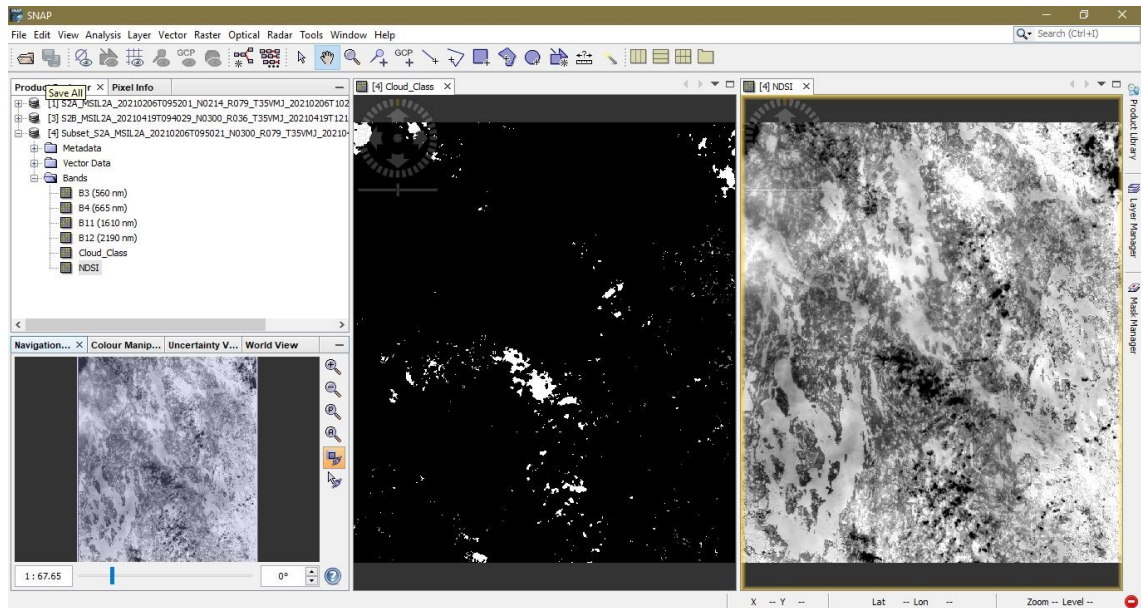 SNAP
File Edit View Analysis Layer Vector Raster Optical Radar Tools Window Help
Search (Ctrl+I)
GCP
GCP
Save All
Pixel Info
[1] S2A_MSIL2A_20210206T095201_N0214_R079_T35VMJ_20210206T102
[3] S2B_MSIL2A_20210419T094029_N0300_R036_T35VMJ_20210419T121
[4] Subset_S2A_MSIL2A_20210206T095021_N0300_R079_T35VMJ_20210
Metadata
Vector Data
Bands
B3 (560 nm)
B4 (665 nm)
B11 (1610 nm)
B12 (2190 nm)
Cloud_Class
NDSI
[4] Cloud_Class
[4] NDSI
Product Library
Layer Manager
Mask Manager
Navigation... Colour Manip... Uncertainty V... World View
1 : 67.65
0°
X -- Y -- Lat -- Lon -- Zoom -- Level --